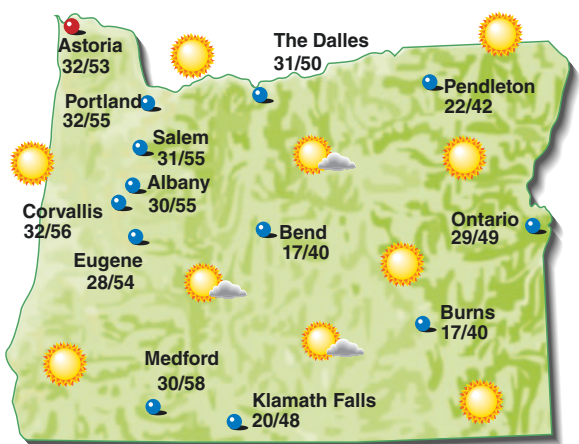 Astoria
32/53
The Dalles
31/50
Pendleton
22/42
Portland
32/55
Salem
31/55
Albany
30/55
Corvallis
32/56
Eugene
28/54
Bend
17/40
Ontario
29/49
Burns
17/40
Medford
30/58
Klamath Falls
20/48